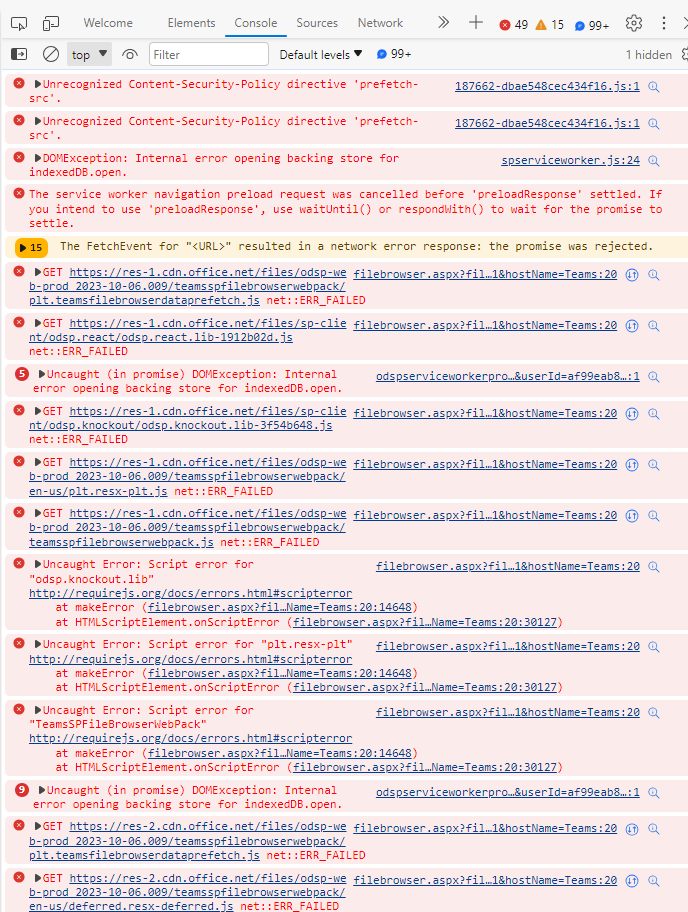 Welcome Elements Console Sources Network 49 15 99+
top Filter Default levels 99+ 1 hidden
Unrecognized Content-Security-Policy directive 'prefetch- 187662-dbae548cec434f16.js:1
src'.
Unrecognized Content-Security-Policy directive 'prefetch- 187662-dbae548cec434f16.js:1
src'.
DOMException: Internal error opening backing store for spserviceworker.js:24
indexedDB.open.
The service worker navigation preload request was cancelled before 'preloadResponse' settled. If
you intend to use 'preloadResponse', use waitUntil() or respondWith() to wait for the promise to
settle.
15 The FetchEvent for "<URL>" resulted in a network error response: the promise was rejected.
GET https://res-1.cdn.office.net/files/odsp-we filebrowser.aspx?fil…1&hostName=Teams:20
b-prod_2023-10-06.009/teamsspfilebrowserwebpack/
plt.teamsfilebrowserdataprefetch.js net::ERR_FAILED
GET https://res-1.cdn.office.net/files/sp-clie filebrowser.aspx?fil…1&hostName=Teams:20
nt/odsp.react/odsp.react.lib-1912b02d.js
net::ERR_FAILED
5 Uncaught (in promise) DOMException: Internal odspserviceworkerpro…&userId=af99eab8…:1
error opening backing store for indexedDB.open.
GET https://res-1.cdn.office.net/files/sp-clie filebrowser.aspx?fil…1&hostName=Teams:20
nt/odsp.knockout/odsp.knockout.lib-3f54b648.js
net::ERR_FAILED
GET https://res-1.cdn.office.net/files/odsp-we filebrowser.aspx?fil…1&hostName=Teams:20
b-prod_2023-10-06.009/teamsspfilebrowserwebpack/
en-us/plt.resx-plt.js net::ERR_FAILED
GET https://res-1.cdn.office.net/files/odsp-we filebrowser.aspx?fil…1&hostName=Teams:20
b-prod_2023-10-06.009/teamsspfilebrowserwebpack/
teamsspfilebrowserwebpack.js net::ERR_FAILED
Uncaught Error: Script error for filebrowser.aspx?fil…1&hostName=Teams:20
"odsp.knockout.lib"
http://requirejs.org/docs/errors.html#scripterror
at makeError (filebrowser.aspx?fil…Name=Teams:20:14648)
at HTMLScriptElement.onScriptError (filebrowser.aspx?fil…Name=Teams:20:30127)
Uncaught Error: Script error for "plt.resx-plt" filebrowser.aspx?fil…1&hostName=Teams:20
http://requirejs.org/docs/errors.html#scripterror
at makeError (filebrowser.aspx?fil…Name=Teams:20:14648)
at HTMLScriptElement.onScriptError (filebrowser.aspx?fil…Name=Teams:20:30127)
Uncaught Error: Script error for filebrowser.aspx?fil…1&hostName=Teams:20
"TeamsSPFileBrowserWebPack"
http://requirejs.org/docs/errors.html#scripterror
at makeError (filebrowser.aspx?fil…Name=Teams:20:14648)
at HTMLScriptElement.onScriptError (filebrowser.aspx?fil…Name=Teams:20:30127)
9 Uncaught (in promise) DOMException: Internal odspserviceworkerpro…&userId=af99eab8…:1
error opening backing store for indexedDB.open.
GET https://res-2.cdn.office.net/files/odsp-we filebrowser.aspx?fil…1&hostName=Teams:20
b-prod_2023-10-06.009/teamsspfilebrowserwebpack/
plt.teamsfilebrowserdataprefetch.js net::ERR_FAILED
GET https://res-2.cdn.office.net/files/odsp-we filebrowser.aspx?fil…1&hostName=Teams:20
b-prod_2023-10-06.009/teamsspfilebrowserwebpack/
en-us/deferred.resx-deferred.js net::ERR_FAILED